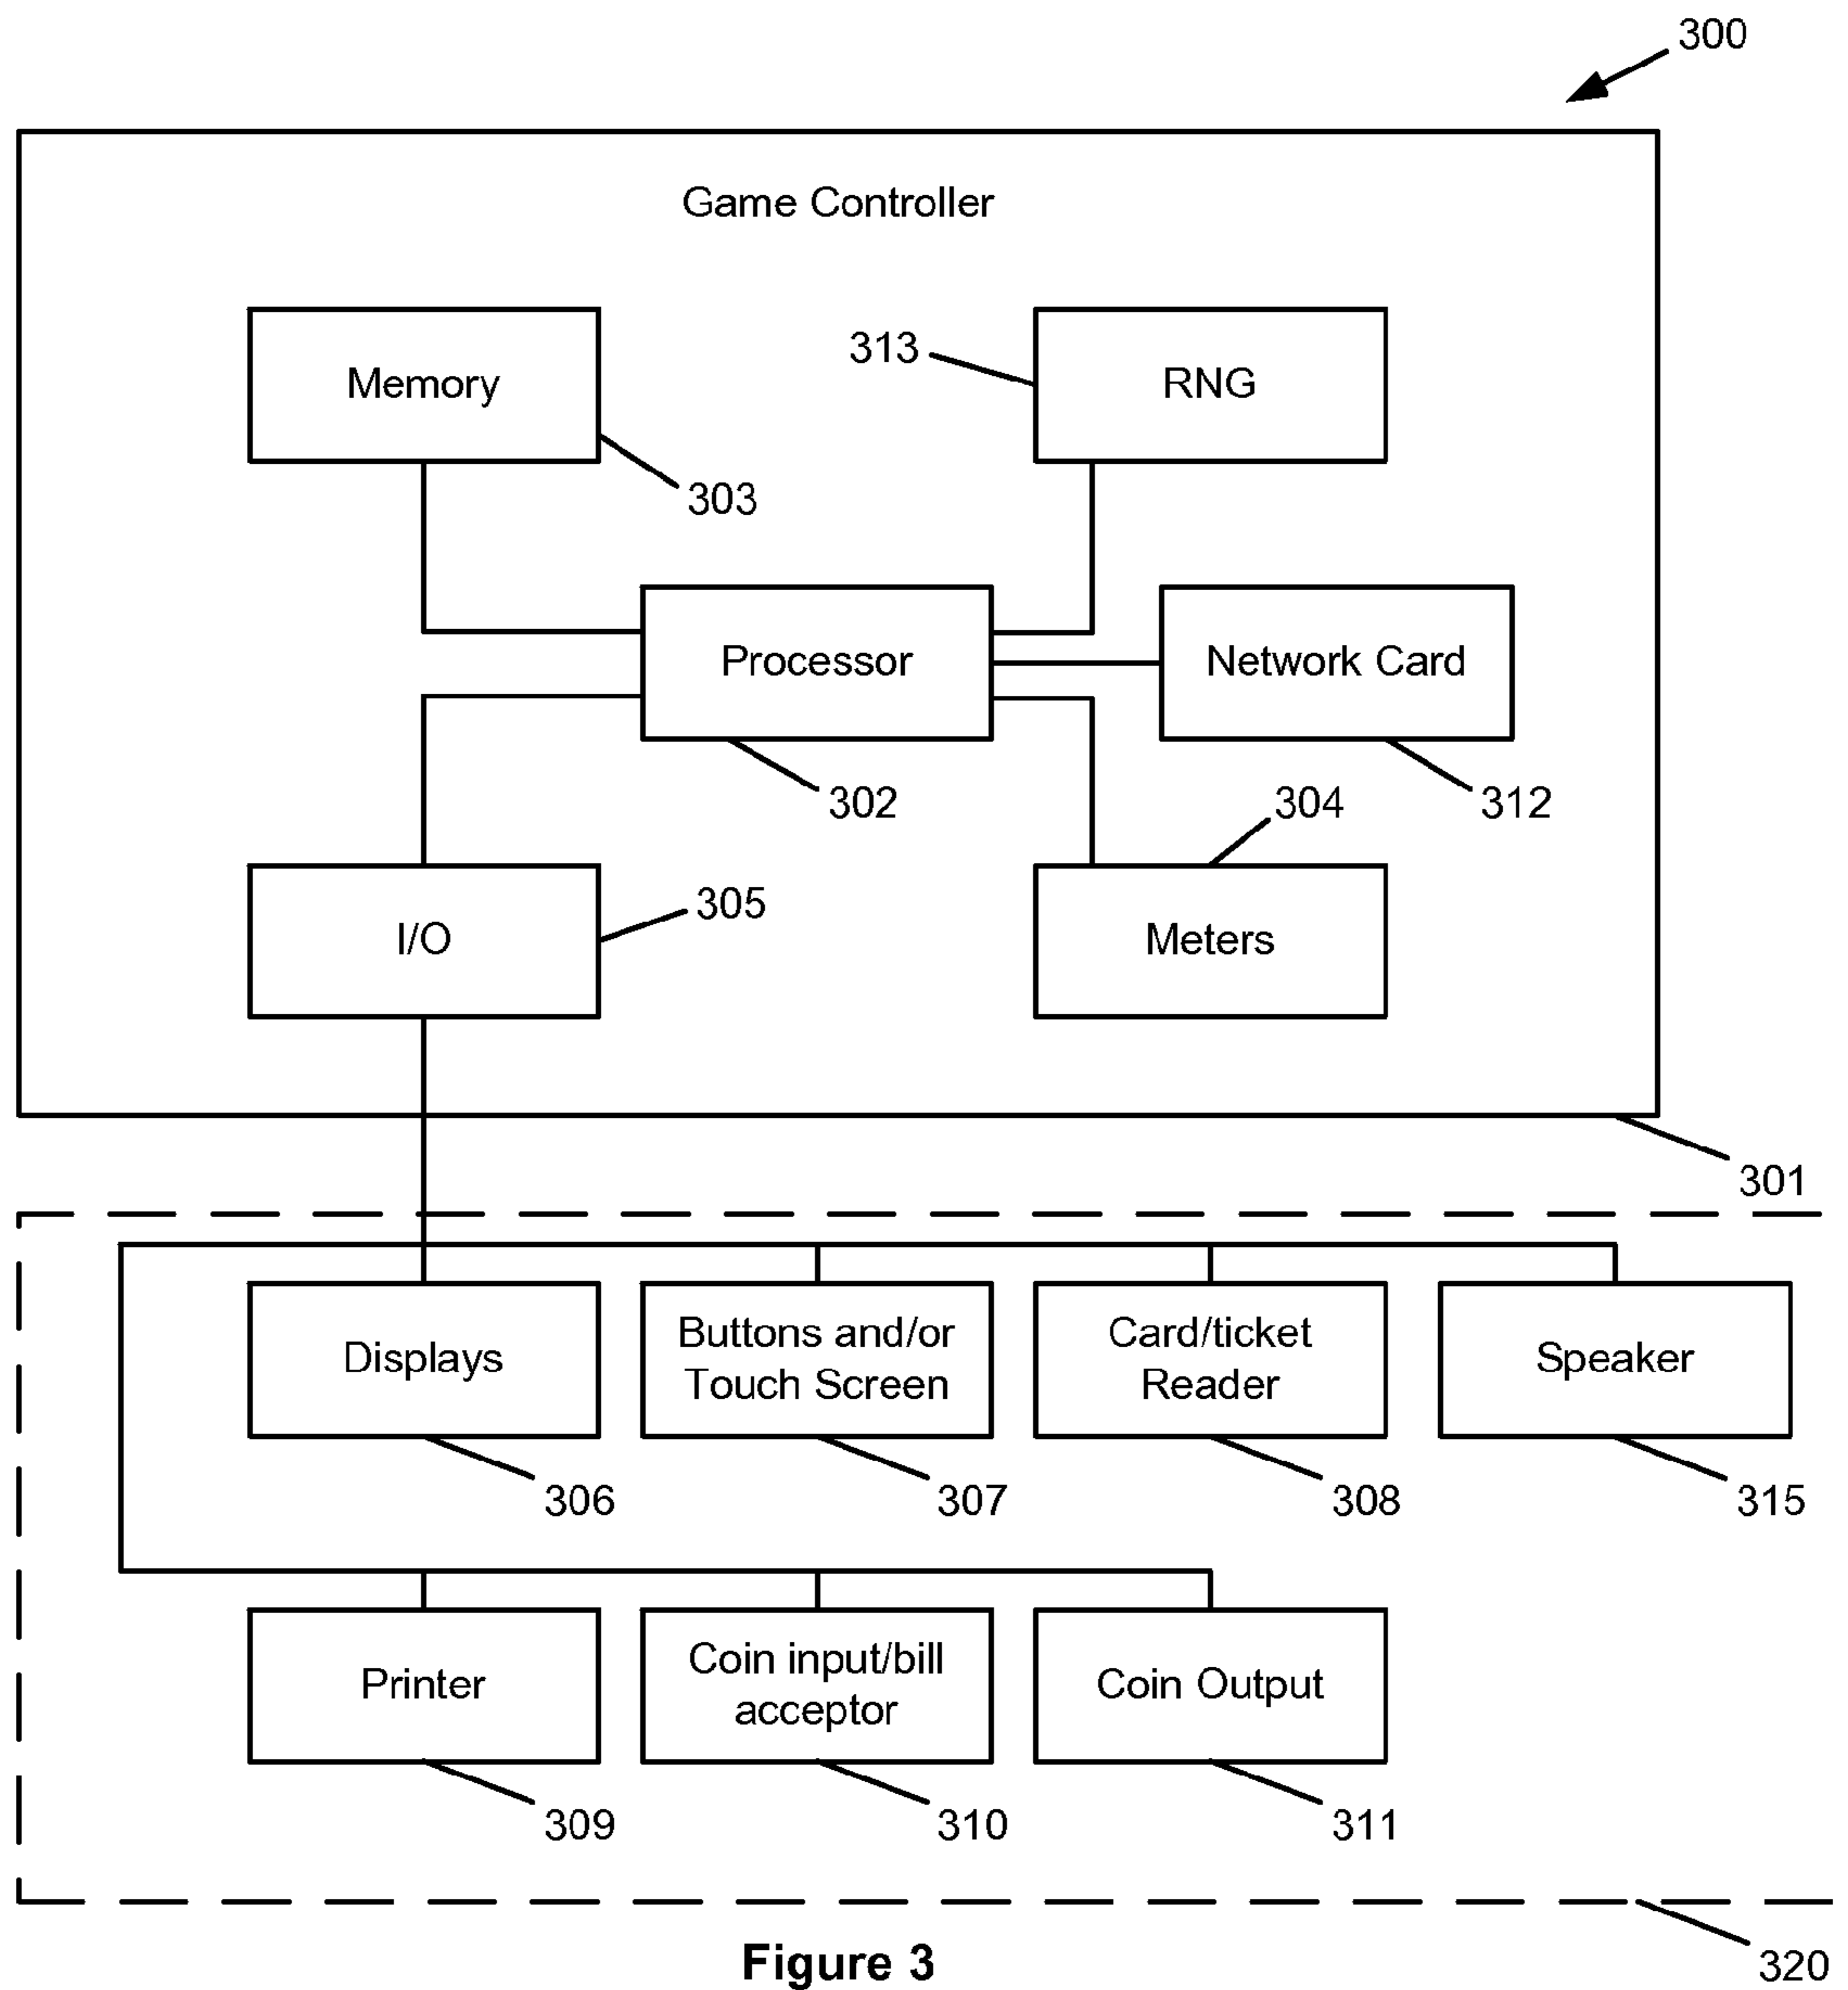 300
Game Controller
Memory
313
RNG
303
Processor
Network Card
302
304
312
I/O
305
Meters
301
Displays
Buttons and/or
Touch Screen
Card/ticket
Reader
Speaker
306
307
308
315
Printer
Coin input/bill
acceptor
Coin Output
309
310
311
Figure 3
320